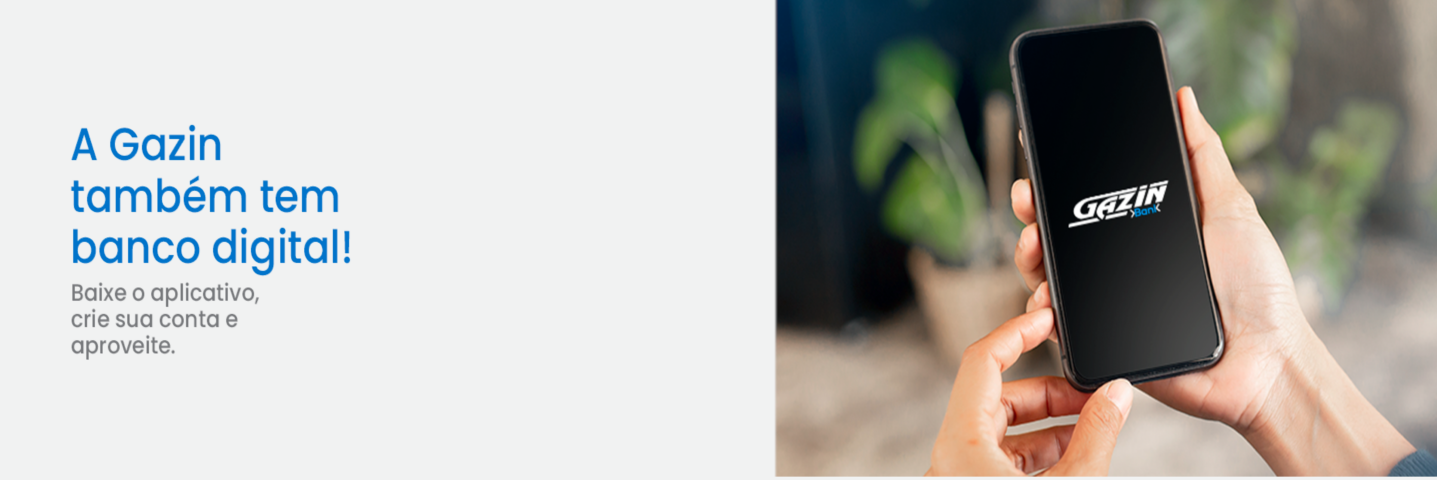 A Gazin
também tem
banco digital!
Baixe o aplicativo,
crie sua conta e
aproveite.
GAZIN
Bank